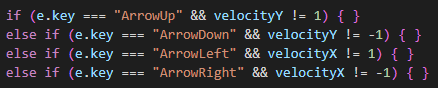 if (e.key === "ArrowUp" && velocityY != 1) { }
else if (e.key === "ArrowDown" && velocityY != -1) { }
else if (e.key === "ArrowLeft" && velocityX != 1) { }
else if (e.key === "ArrowRight" && velocityX != -1) { }